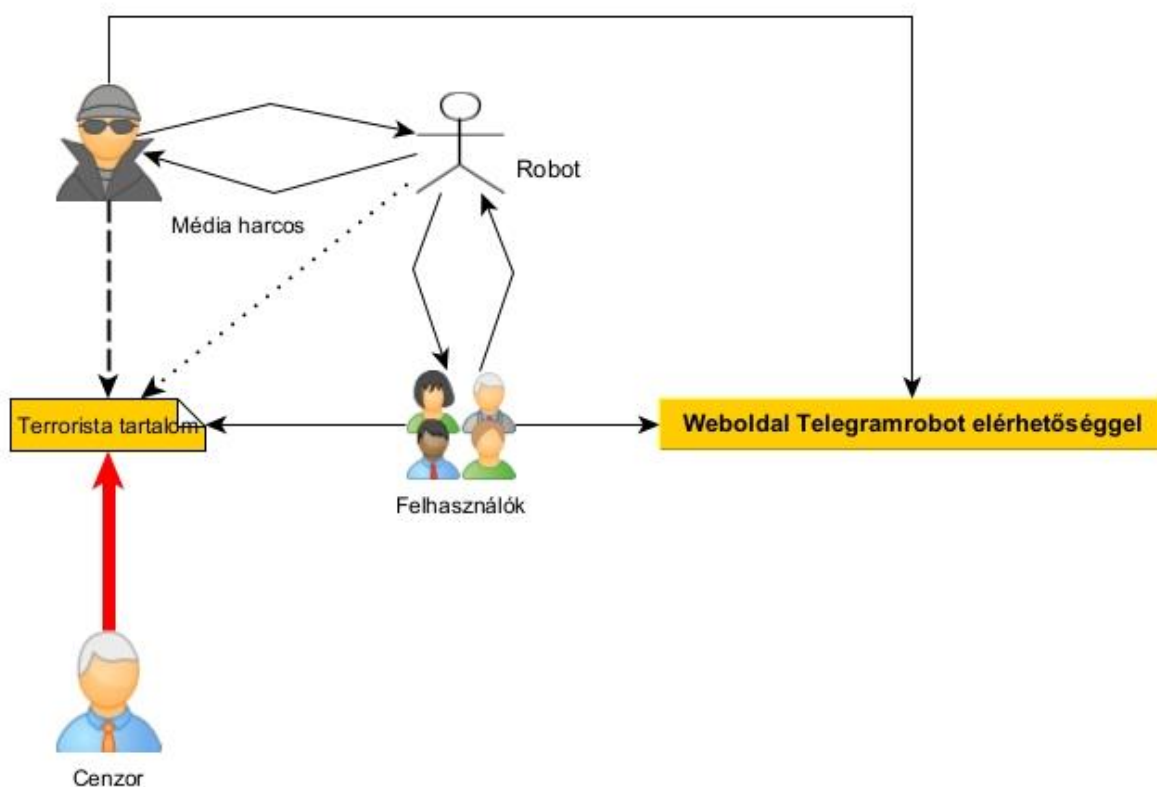 Robot
Média harcos
Terrorista tartalom
Weboldal Telegramrobot elérhetőséggel
Felhasználók
Cenzor